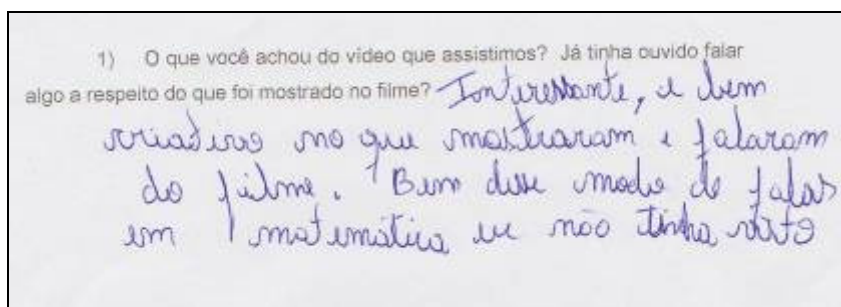 1) O que você achou do vídeo que assistimos? Já tinha ouvido falar
algo a respeito do que foi mostrado no filme? Interessante, e bem
criativo no que mostraram e falaram
do filme. Bem desse modo de falar
em matemática eu não tinha visto